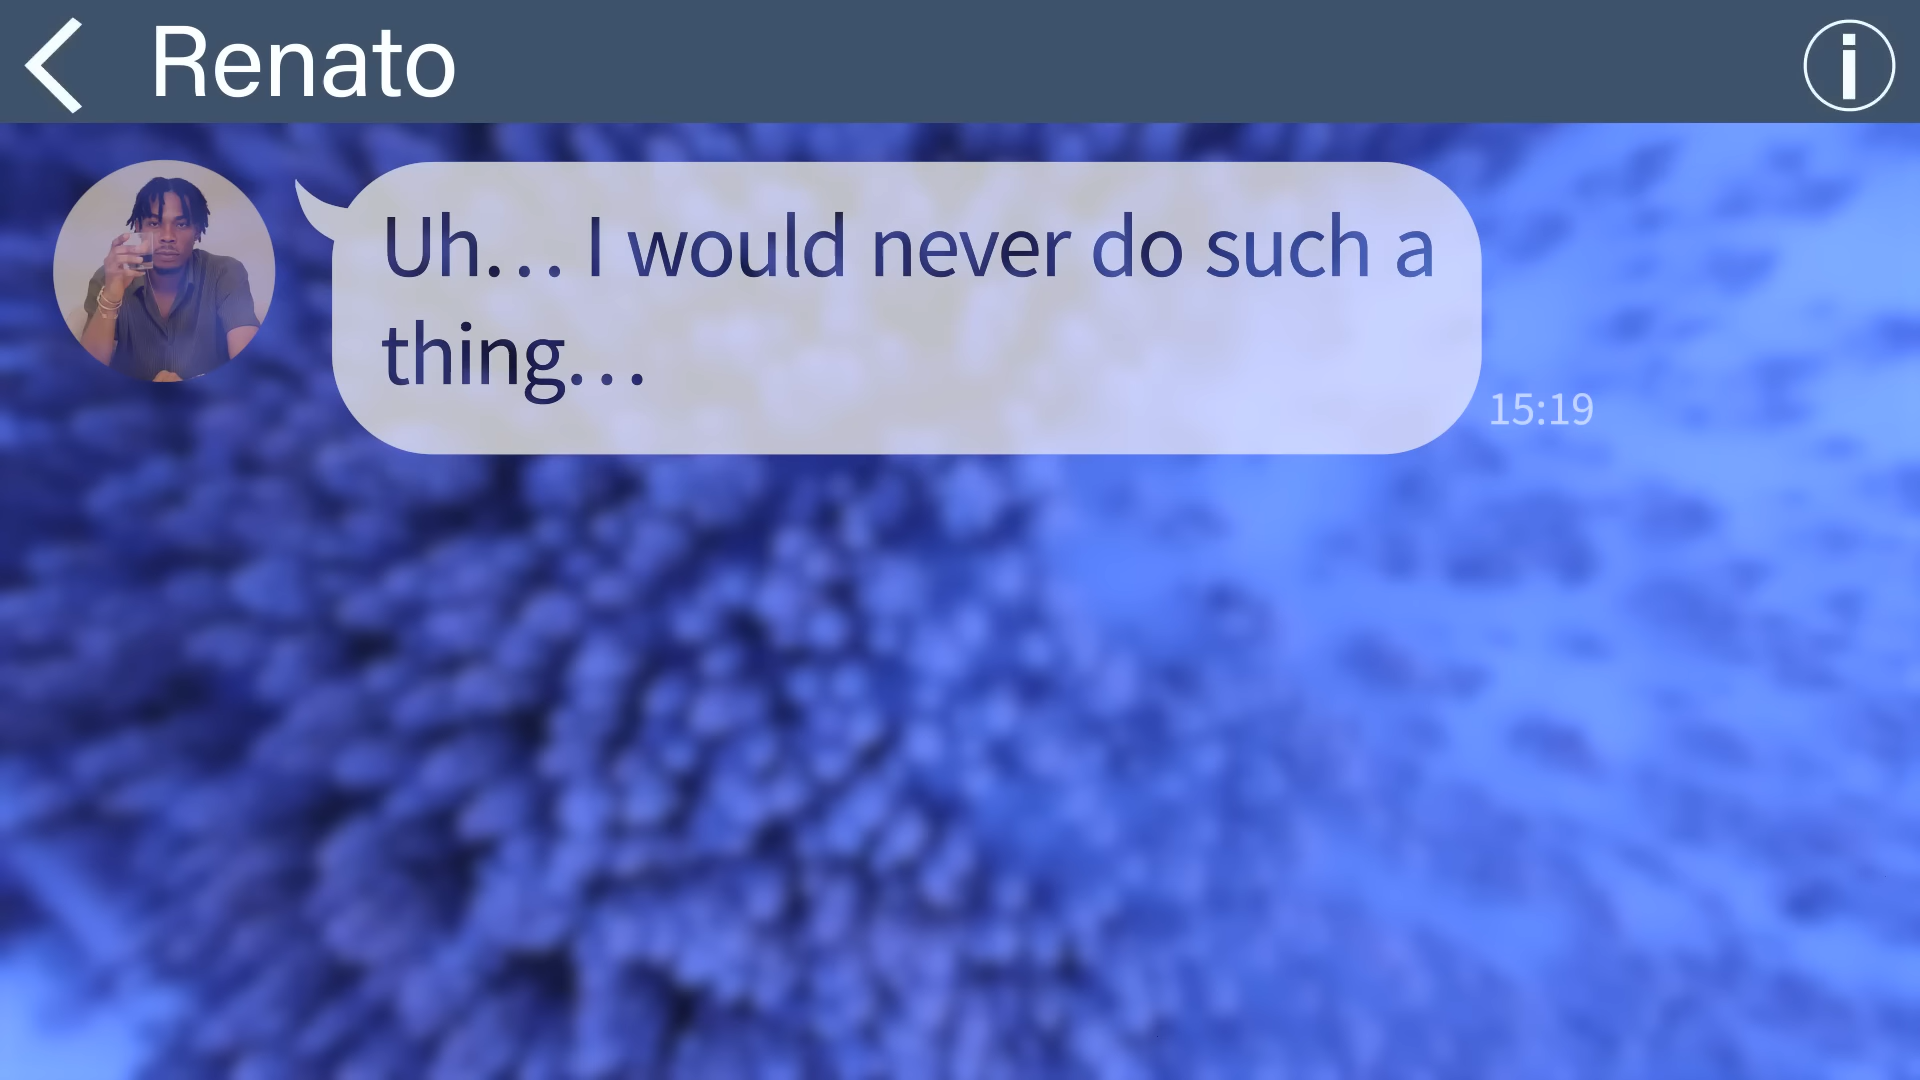 Renato
Uh… I would never do such a
thing…
15:19